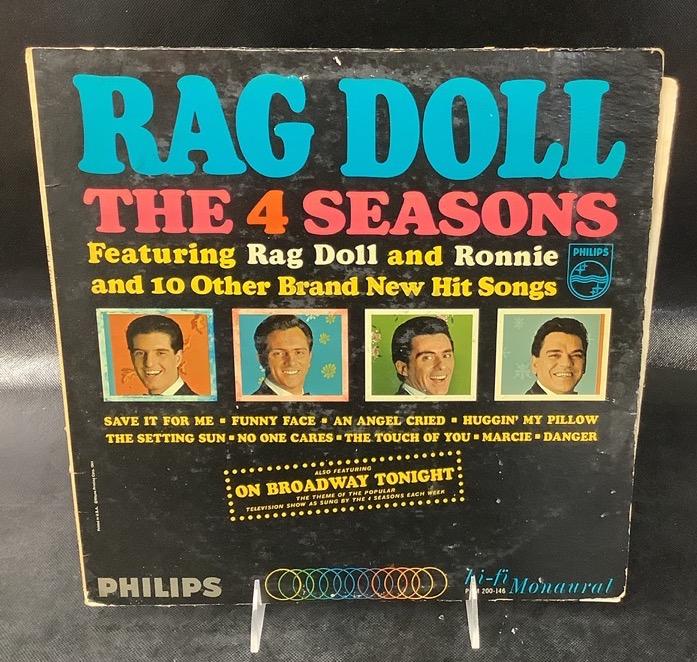 RAG DOLL
THE 4 SEASONS
Featuring Rag Doll and Ronnie
and 10 Other Brand New Hit Songs
PHILIPS
SAVE IT FOR ME ▪ FUNNY FACE ▪ AN ANGEL CRIED ▪ HUGGIN' MY PILLOW
THE SETTING SUN ▪ NO ONE CARES ▪ THE TOUCH OF YOU ▪ MARCIE ▪ DANGER
ALSO FEATURING
ON BROADWAY TONIGHT
THE THEME OF THE POPULAR
TELEVISION SHOW AS SUNG BY THE 4 SEASONS EACH WEEK
PHILIPS
hi-fi Monaural
200-146